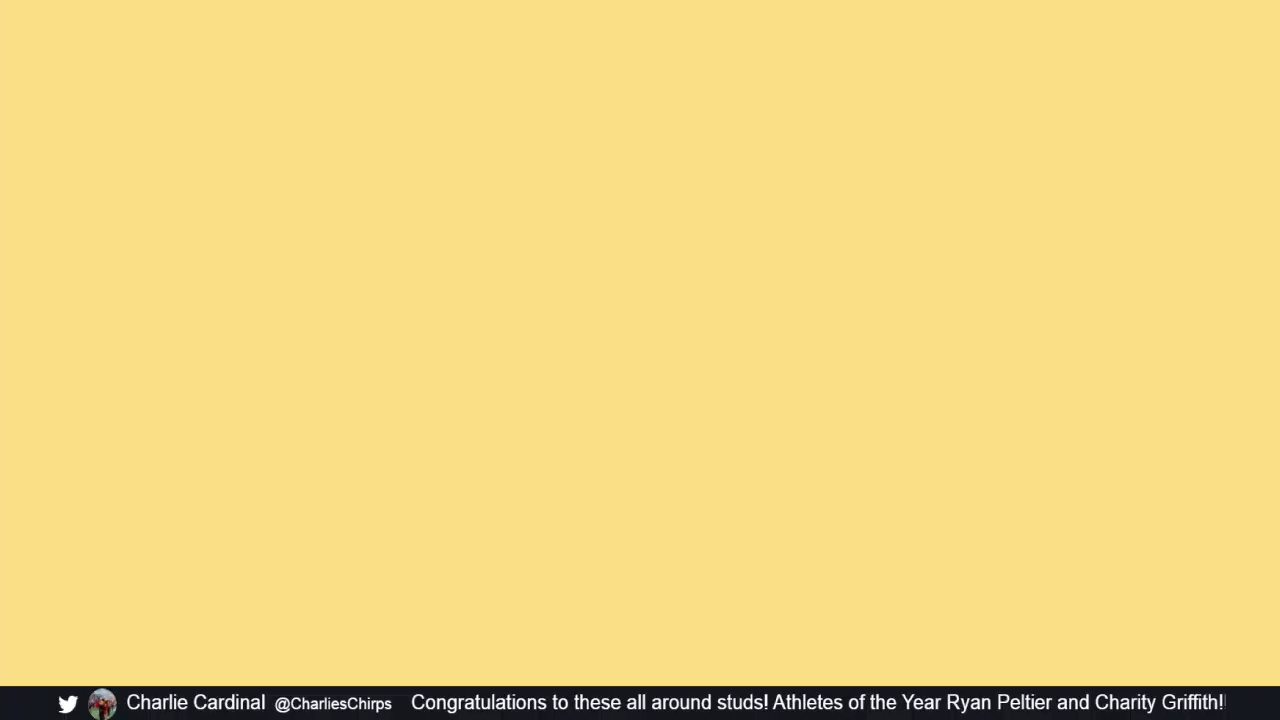 Charlie Cardinal @CharliesChirps Congratulations to these all around studs! Athletes of the Year Ryan Peltier and Charity Griffith!